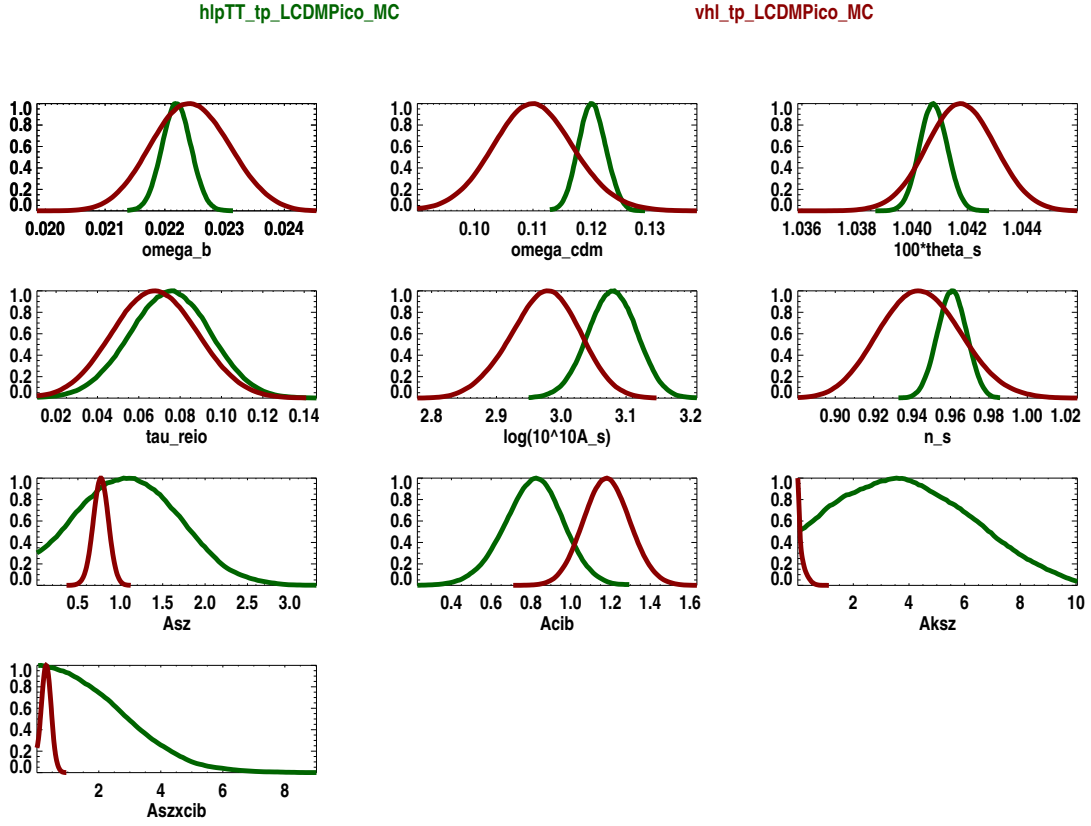 hlpTT_tp_LCDMPico_MC vhl_tp_LCDMPico_MC
1.0 1.0 1.0
0.8 0.8 0.8
0.6 0.6 0.6
0.4 0.4 0.4
0.2 0.2 0.2
0.0 0.0 0.0
0.020 0.021 0.022 0.023 0.024 0.10 0.11 0.12 0.13 1.036 1.038 1.040 1.042 1.044
omega_b omega_cdm 100*theta_s
1.0 1.0 1.0
0.8 0.8 0.8
0.6 0.6 0.6
0.4 0.4 0.4
0.2 0.2 0.2
0.0 0.0 0.0
0.02 0.04 0.06 0.08 0.10 0.12 0.14 2.8 2.9 3.0 3.1 3.2 0.90 0.92 0.94 0.96 0.98 1.00 1.02
tau_reio log(10^10A_s) n_s
1.0 1.0 1.0
0.8 0.8 0.8
0.6 0.6 0.6
0.4 0.4 0.4
0.2 0.2 0.2
0.0 0.0 0.0
0.5 1.0 1.5 2.0 2.5 3.0 0.4 0.6 0.8 1.0 1.2 1.4 1.6 2 4 6 8 10
Asz Acib Aksz
1.0
0.8
0.6
0.4
0.2
0.0
2 4 6 8
Aszxcib